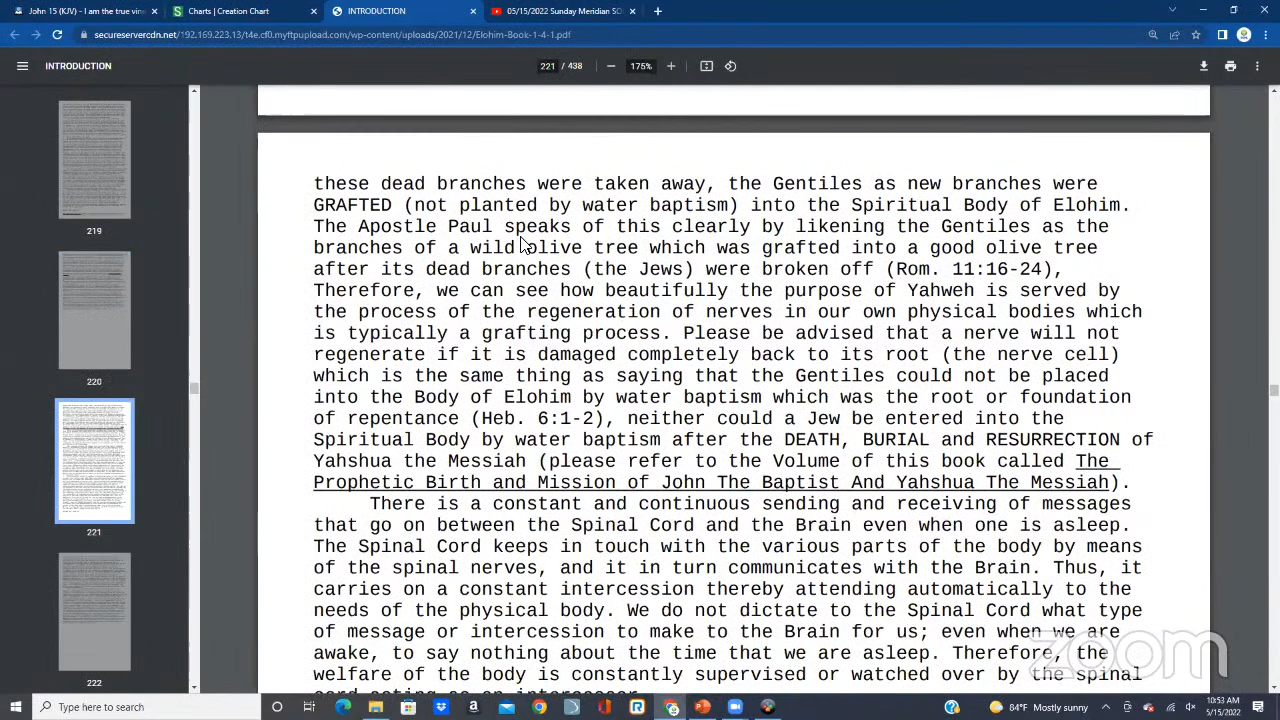 John 15 (KJV) - I am the true vin
Charts | Creation Chart
INTRODUCTION
05/15/2022 Sunday Meridian SO
secureservercdn.net/192.169.223.13/t4e.cf0.myftpupload.com/wp-content/uploads/2021/12/Elohim-Book-1-4-1.pdf
INTRODUCTION
221 / 438
175%
219
220
221
222
these dead branches were taken away, the Gentiles as new branches were
GRAFTED (not planted by water baptism) into the Spiritual Body of Elohim.
The Apostle Paul speaks of this clearly by likening the Gentiles as the
branches of a wild olive tree which was grafted into a good olive tree
after its dead branches (the Jews) were broken off (Rom. 11:16-24),
Therefore, we can see how beautifully the purpose of Yahweh is served by
the process of the regeneration of nerves in our own physical bodies which
is typically a grafting process. Please be advised that a nerve will not
regenerate if it is damaged completely back to its root (the nerve cell)
which is the same thing as saying that the Gentiles could not be placed
into the Body of Elohim by water baptism which was the root or foundation
of repentance (Heb. 6:1-2), neither could any Jew who entered into the
Spiritual Body by Water baptism after the DEATH, BURIAL and RESURRECTION of
Yahshua the Messiah (Please refer to the volume of this book called The
Prophetic Birth and Mission of John The Baptist And Yahshua The Messiah).
There is a constant and continuous sending and receiving of messages
that go on between the Spinal Cord and the Brain even when one is asleep.
The Spinal Cord keeps in touch with the various parts of the body by means
of the spinal nerves, and it in turn communicates with the Brain. Thus, it
carries on a constant intercession thereby attending automatically to the
needs of the physical body. We do not dictate to the Spinal Cord what type
of message or intercession to make to the Brain for us, even when we are
awake, to say nothing about the time that we are asleep. Therefore, the
welfare of the body is constantly supervised or watched over by the spinal
zoom
Type here to search
84°F Mostly sunny
10:53 AM
5/15/2022